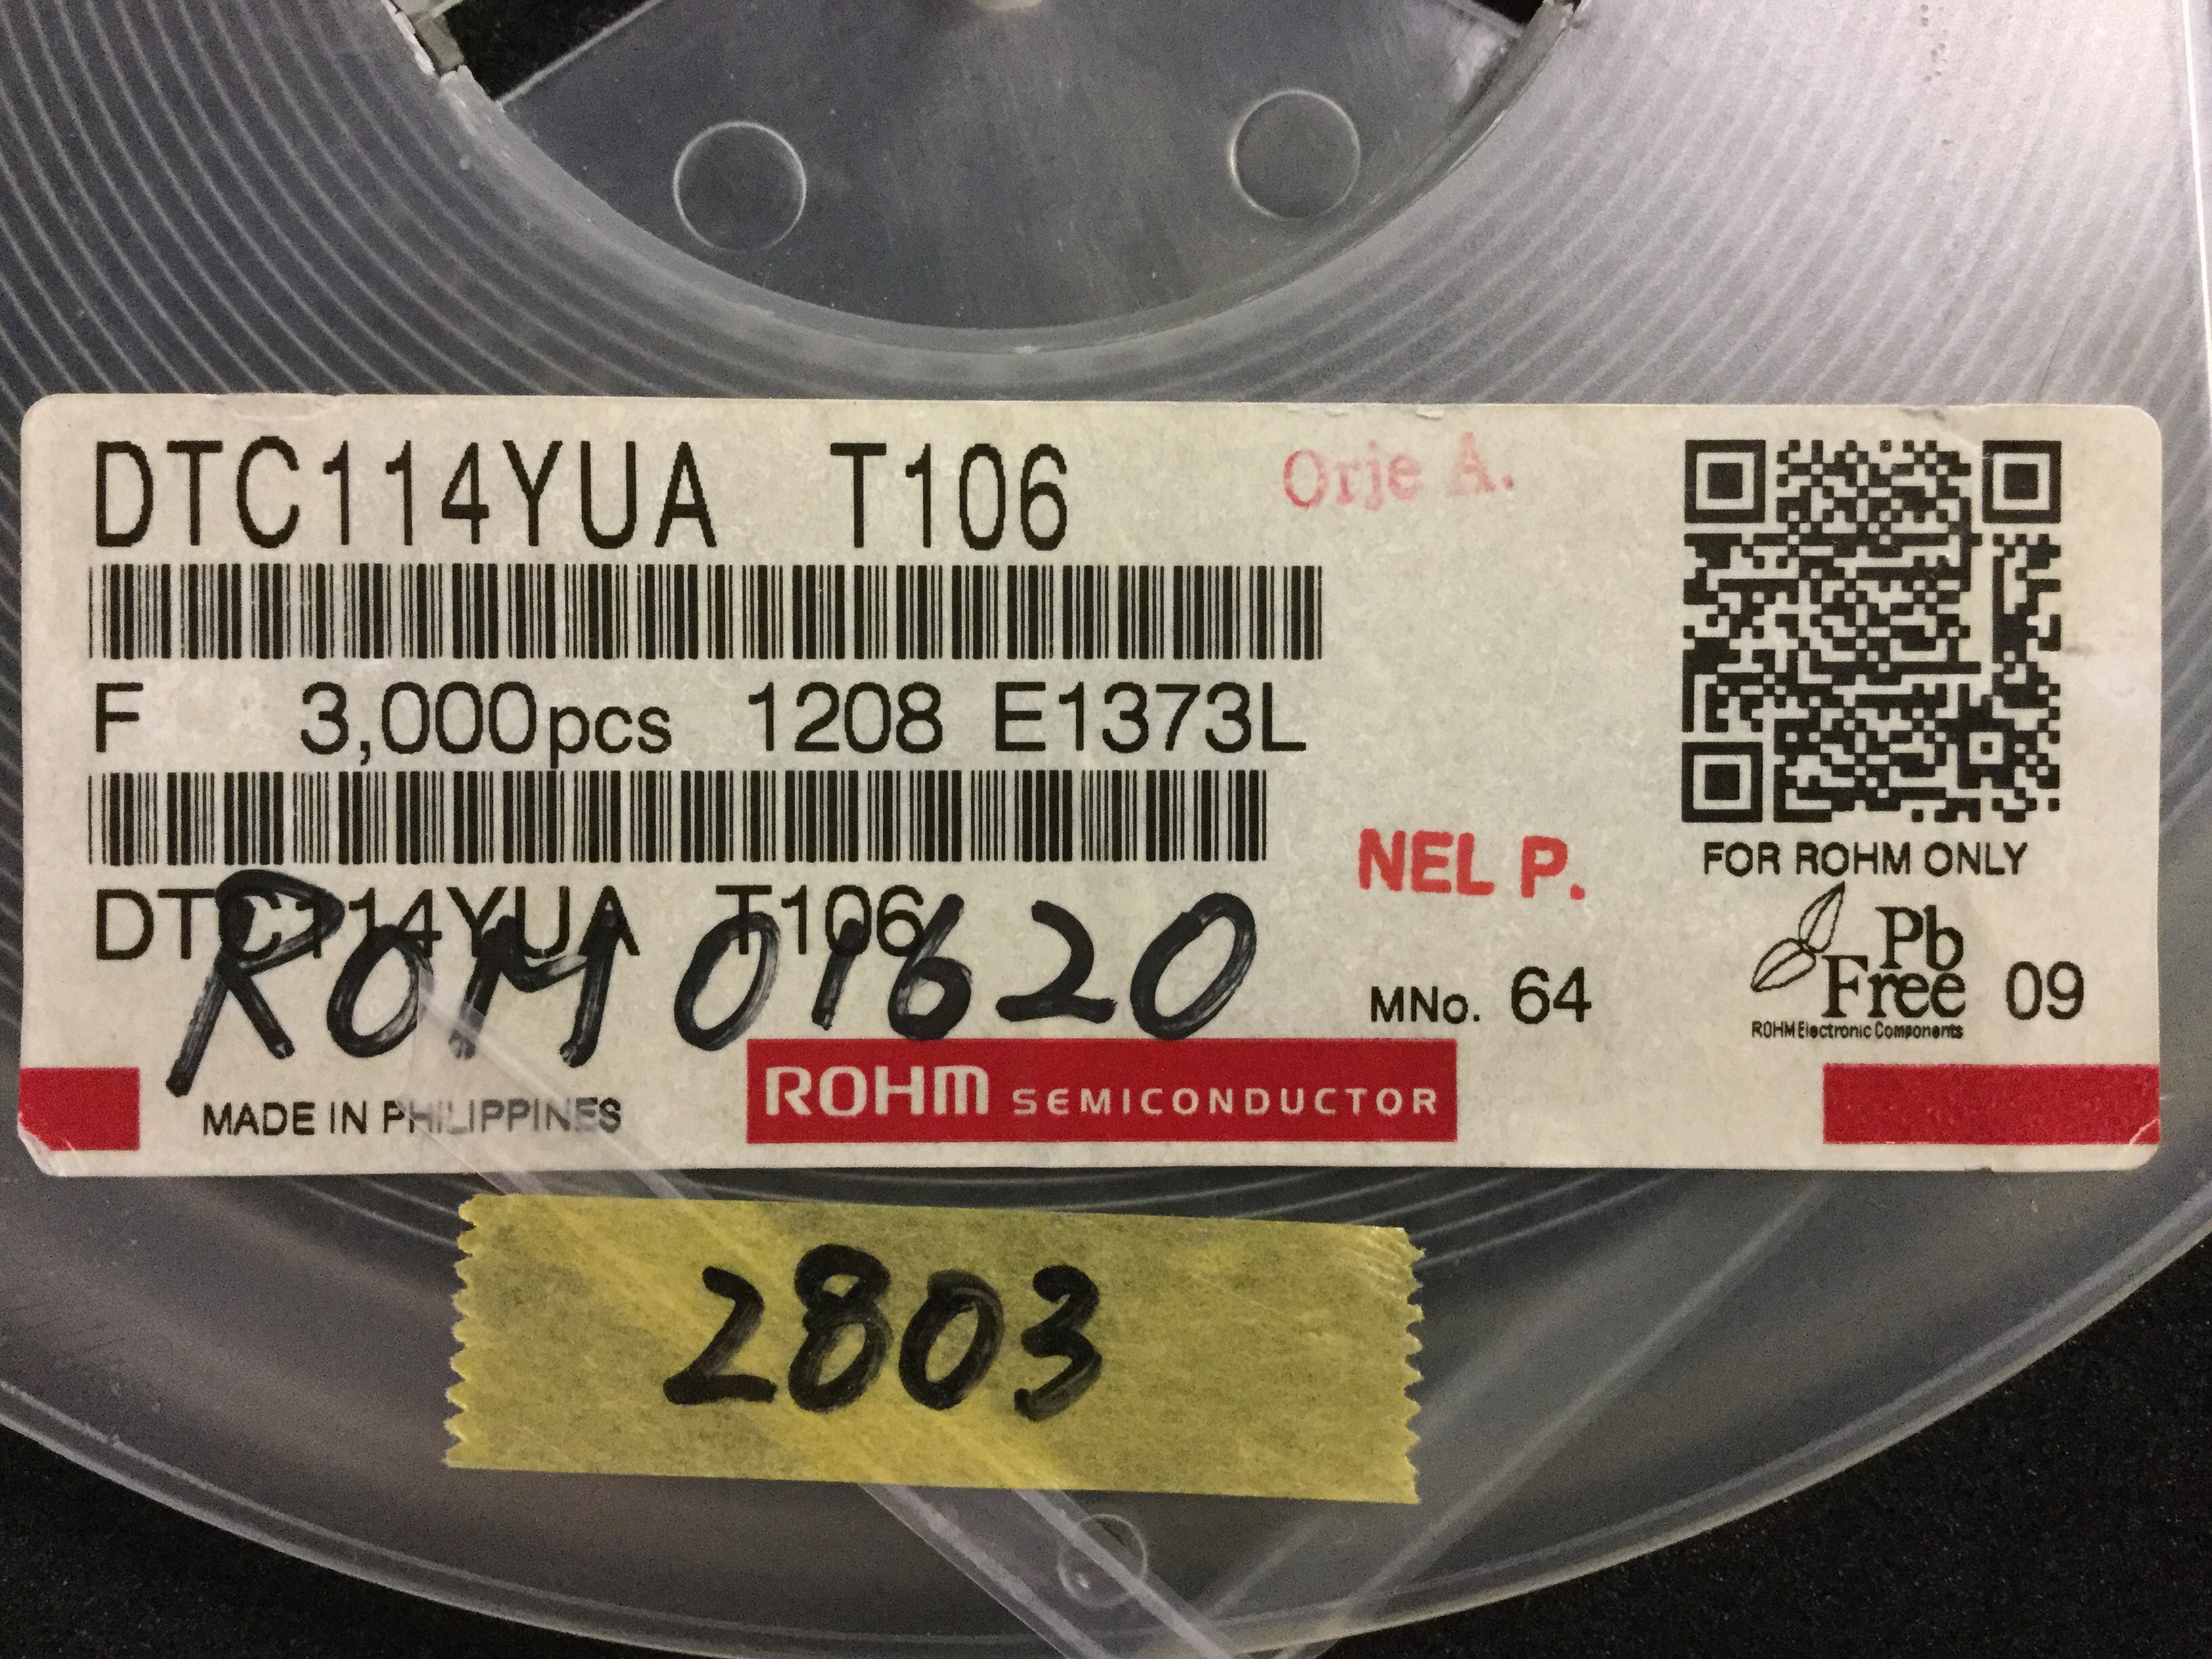 DTC114YUA T106
Orje A.
F 3,000pcs 1208 E1373L
NEL P.
FOR ROHM ONLY
DTC114YUA T106
ROM 01620
MNo. 64
Pb
Free 09
ROHM Electronic Components
MADE IN PHILIPPINES
ROHM SEMICONDUCTOR
2803